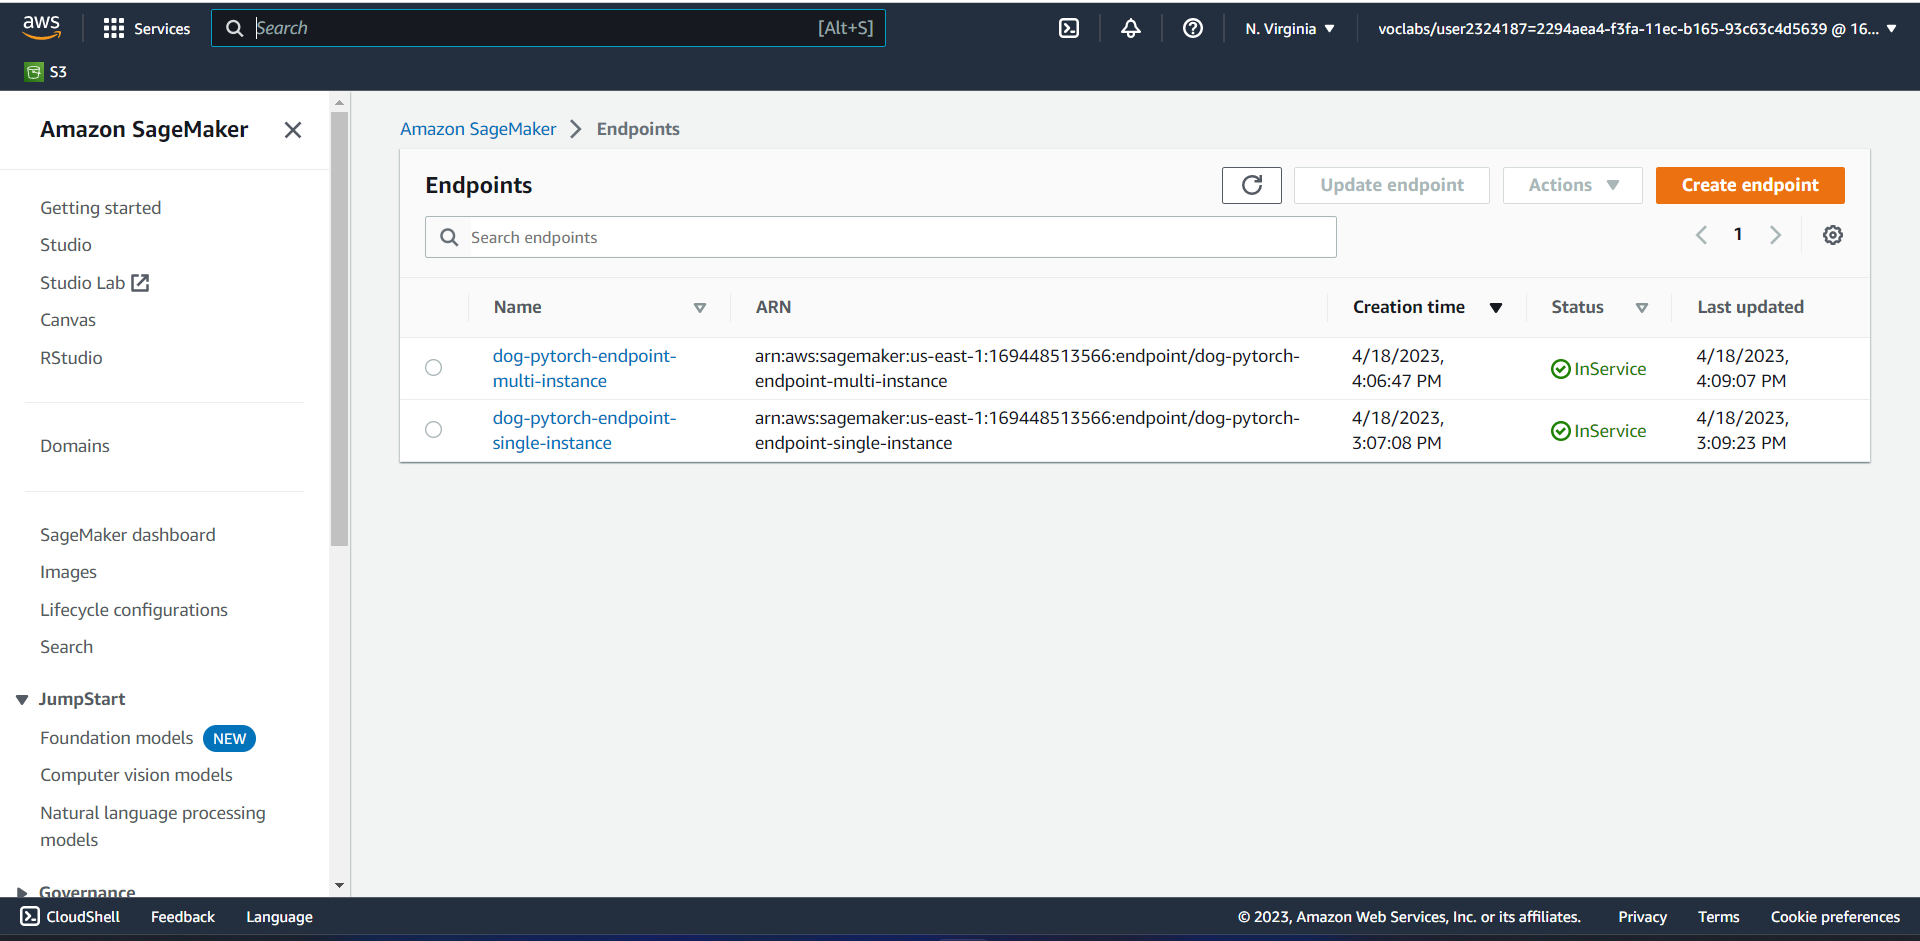 aws
Services
Search [Alt+S]
N. Virginia
voclabs/user2324187=2294aea4-f3fa-11ec-b165-93c63c4d5639 @ 16...
S3
Amazon SageMaker
Getting started
Studio
Studio Lab
Canvas
RStudio
Domains
SageMaker dashboard
Images
Lifecycle configurations
Search
JumpStart
Foundation models NEW
Computer vision models
Natural language processing
models
Governance
Amazon SageMaker > Endpoints
Endpoints
Update endpoint
Actions
Create endpoint
Search endpoints
1
Name ARN Creation time Status Last updated
dog-pytorch-endpoint- arn:aws:sagemaker:us-east-1:169448513566:endpoint/dog-pytorch- 4/18/2023, InService 4/18/2023,
multi-instance endpoint-multi-instance 4:06:47 PM 4:09:07 PM
dog-pytorch-endpoint- arn:aws:sagemaker:us-east-1:169448513566:endpoint/dog-pytorch- 4/18/2023, InService 4/18/2023,
single-instance endpoint-single-instance 3:07:08 PM 3:09:23 PM
CloudShell Feedback Language © 2023, Amazon Web Services, Inc. or its affiliates. Privacy Terms Cookie preferences